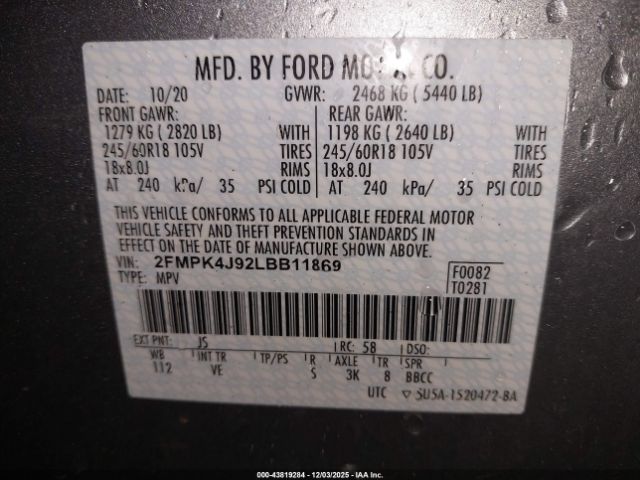 MFD. BY FORD MOTOR CO.
DATE: 10/20 GVWR: 2468 KG ( 5440 LB)
FRONT GAWR: REAR GAWR:
1279 KG ( 2820 LB) WITH 1198 KG ( 2640 LB) WITH
245/60R18 105V TIRES 245/60R18 105V TIRES
18x8.0J RIMS 18x8.0J RIMS
AT 240 kPa/ 35 PSI COLD AT 240 kPa/ 35 PSI COLD
THIS VEHICLE CONFORMS TO ALL APPLICABLE FEDERAL MOTOR
VEHICLE SAFETY AND THEFT PREVENTION STANDARDS IN
EFFECT ON THE DATE OF MANUFACTURE SHOWN ABOVE.
VIN: 2FMPK4J92LBB11869
TYPE: MPV
F0082
T0281
EXT PNT: JS RC: 58 DSO:
WB INT TR TP/PS R AXLE TR SPR
112 VE S 3K 8 BBCC
UTC ▽ 5U5A-1520472-BA
000-43819284 - 12/03/2025 - IAA Inc.